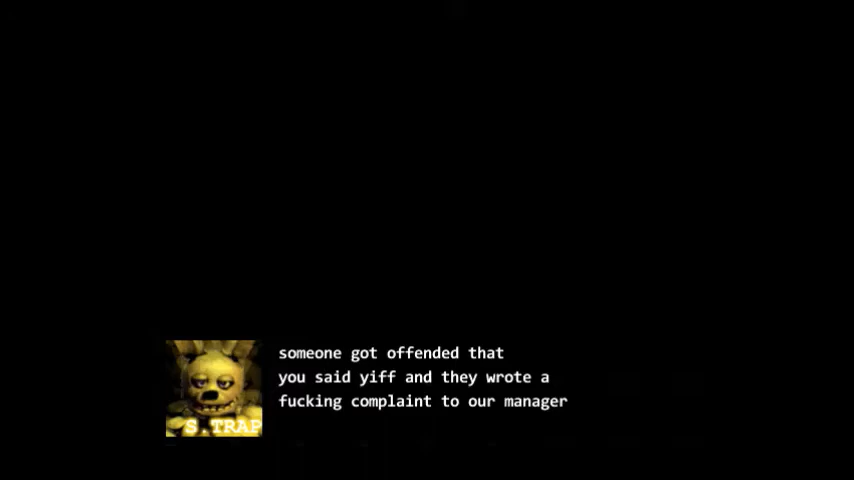 someone got offended that
you said yiff and they wrote a
fucking complaint to our manager
S.TRAP